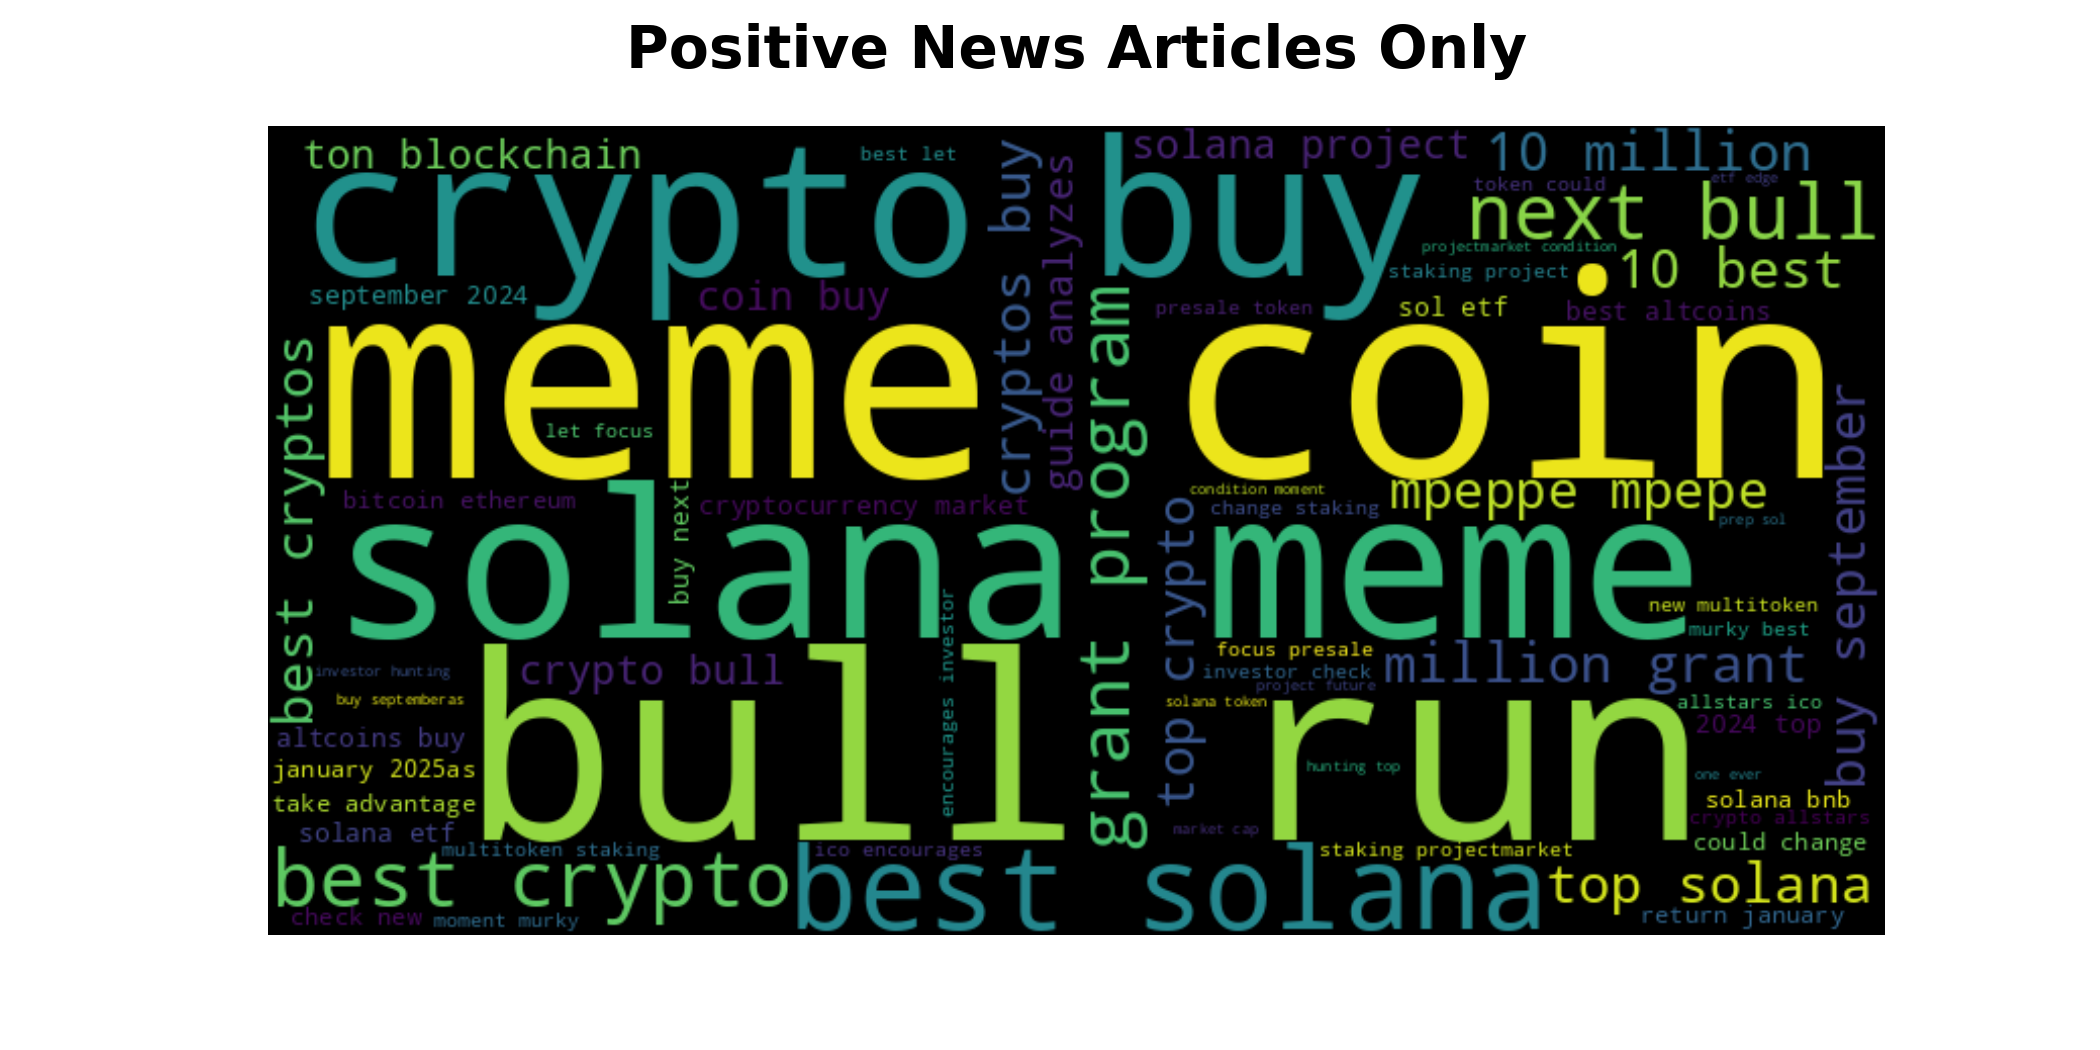 Positive News Articles Only
ton blockchain
best let
solana project
10 million
crypto buy
cryptos buy
guide analyzes
token could
etf edge
next bull
projectmarket condition
staking project
10 best
september 2024
coin buy
presale token
sol etf
best altcoins
best cryptos
meme coin
let focus
grant program
buy september
bitcoin ethereum
buy next
cryptocurrency market
condition moment
change staking
mpeppe mpepe
prep sol
solana meme
top crypto
new multitoken
murky best
encourages investor
investor hunting
crypto bull
focus presale
investor check
million grant
project future
buy septemberas
solana token
allstars ico
2024 top
bull run
altcoins buy
january 2025as
hunting top
one ever
take advantage
solana bnb
crypto allstars
solana etf
market cap
could change
multitoken staking
ico encourages
staking projectmarket
best crypto
best solana
top solana
check new
moment murky
return january